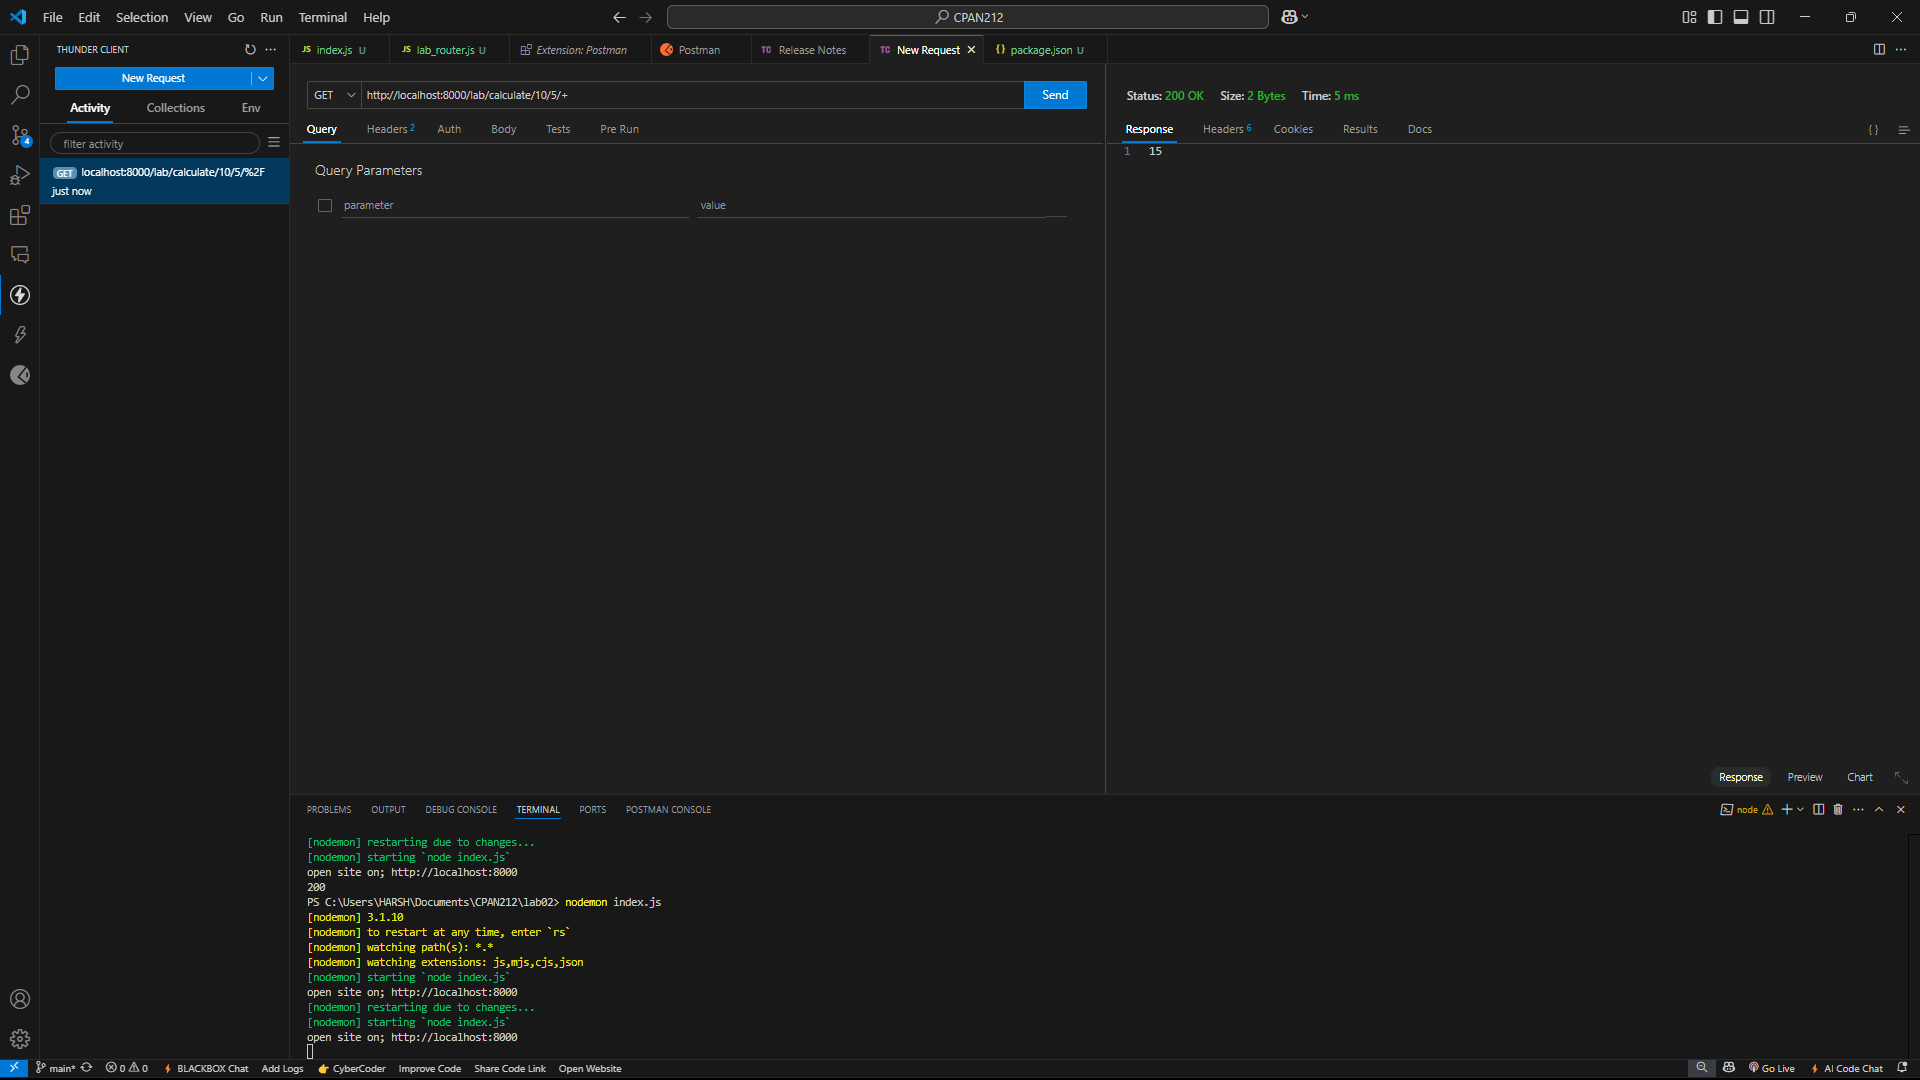 File Edit Selection View Go Run Terminal Help
CPAN212
THUNDER CLIENT
New Request
Activity Collections Env
filter activity
GET localhost:8000/lab/calculate/10/5/%2F
just now
4
JS index.js U
JS lab_router.js U
Extension: Postman
Postman
TC Release Notes
TC New Request
{} package.json U
GET http://localhost:8000/lab/calculate/10/5/+ Send
Query Headers 2 Auth Body Tests Pre Run
Query Parameters
parameter value
Status: 200 OK Size: 2 Bytes Time: 5 ms
Response Headers 6 Cookies Results Docs { }
1 15
Response Preview Chart
PROBLEMS OUTPUT DEBUG CONSOLE TERMINAL PORTS POSTMAN CONSOLE
node
[nodemon] restarting due to changes...
[nodemon] starting `node index.js`
open site on; http://localhost:8000
200
PS C:\Users\HARSH\Documents\CPAN212\lab02> nodemon index.js
[nodemon] 3.1.10
[nodemon] to restart at any time, enter `rs`
[nodemon] watching path(s): *.*
[nodemon] watching extensions: js,mjs,cjs,json
[nodemon] starting `node index.js`
open site on; http://localhost:8000
[nodemon] restarting due to changes...
[nodemon] starting `node index.js`
open site on; http://localhost:8000
main* 0 0 BLACKBOX Chat Add Logs CyberCoder Improve Code Share Code Link Open Website Go Live AI Code Chat